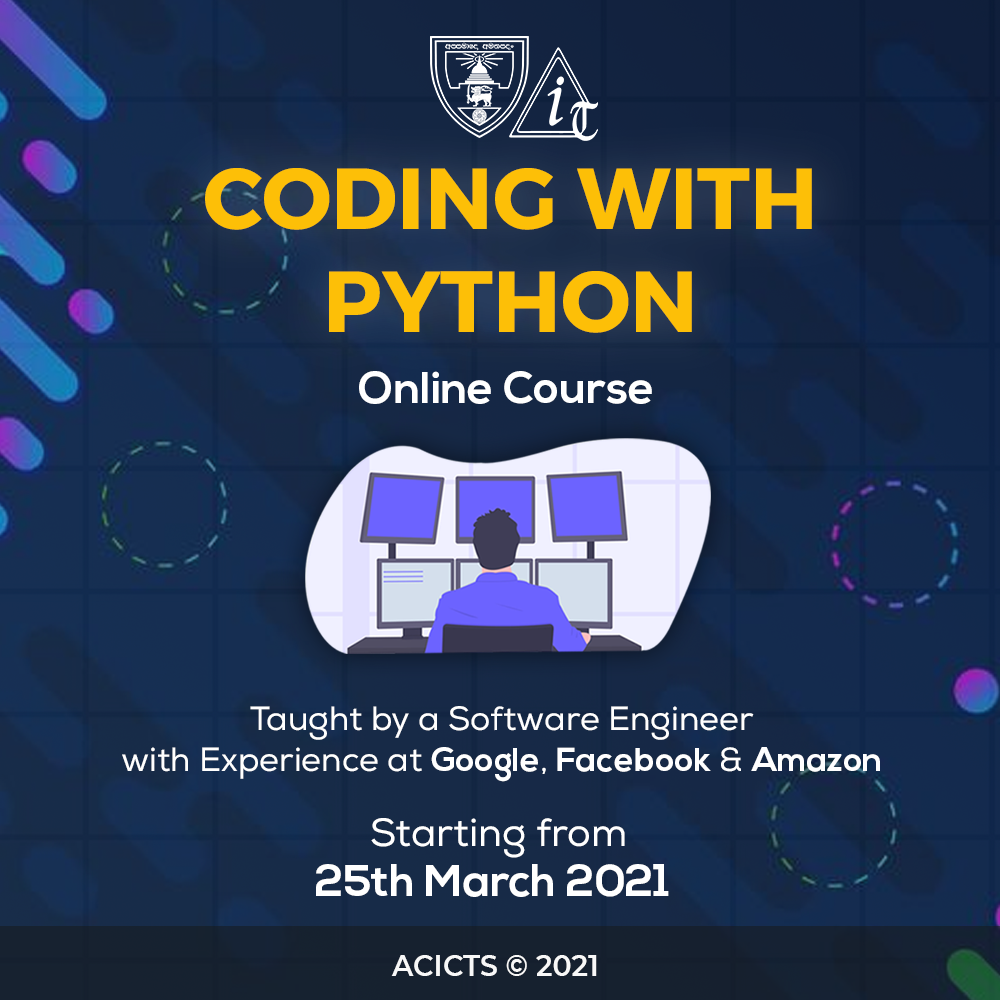 iT
CODING WITH
PYTHON
Online Course
Taught by a Software Engineer
with Experience at Google, Facebook & Amazon
Starting from
25th March 2021
ACICTS © 2021